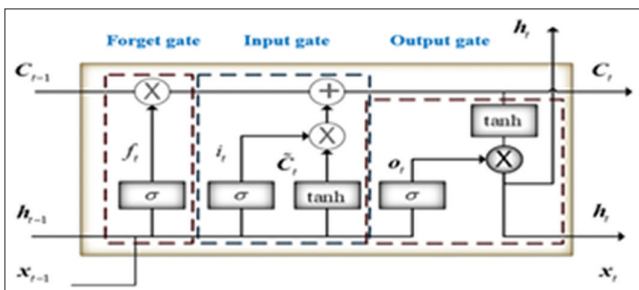 h_t
Forget gate Input gate Output gate
C_{t-1} × + C_t
tanh
f_t i_t × C̃_t o_t ×
σ σ tanh σ
h_{t-1} h_t
x_{t-1} x_t